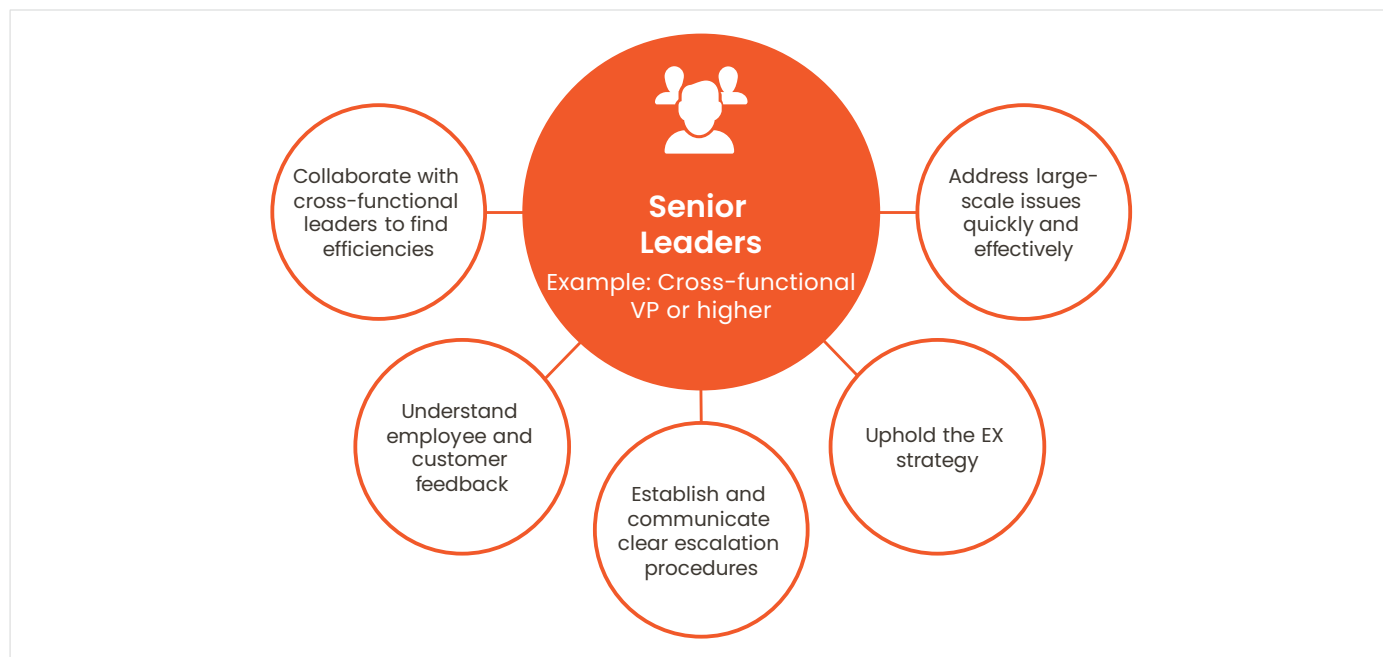 Senior
Leaders
Example: Cross-functional
VP or higher
Collaborate with
cross-functional
leaders to find
efficiencies
Understand
employee and
customer
feedback
Establish and
communicate
clear escalation
procedures
Uphold the EX
strategy
Address large-
scale issues
quickly and
effectively